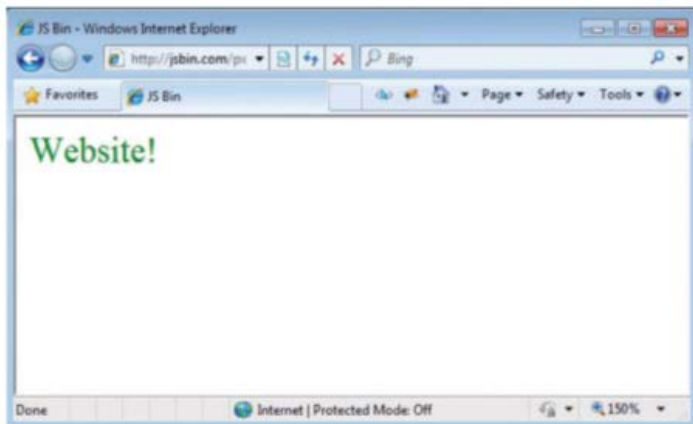 JS Bin - Windows Internet Explorer
http://jsbin.com/p
Bing
Favorites JS Bin Page Safety Tools
Website!
Done Internet | Protected Mode: Off 150%